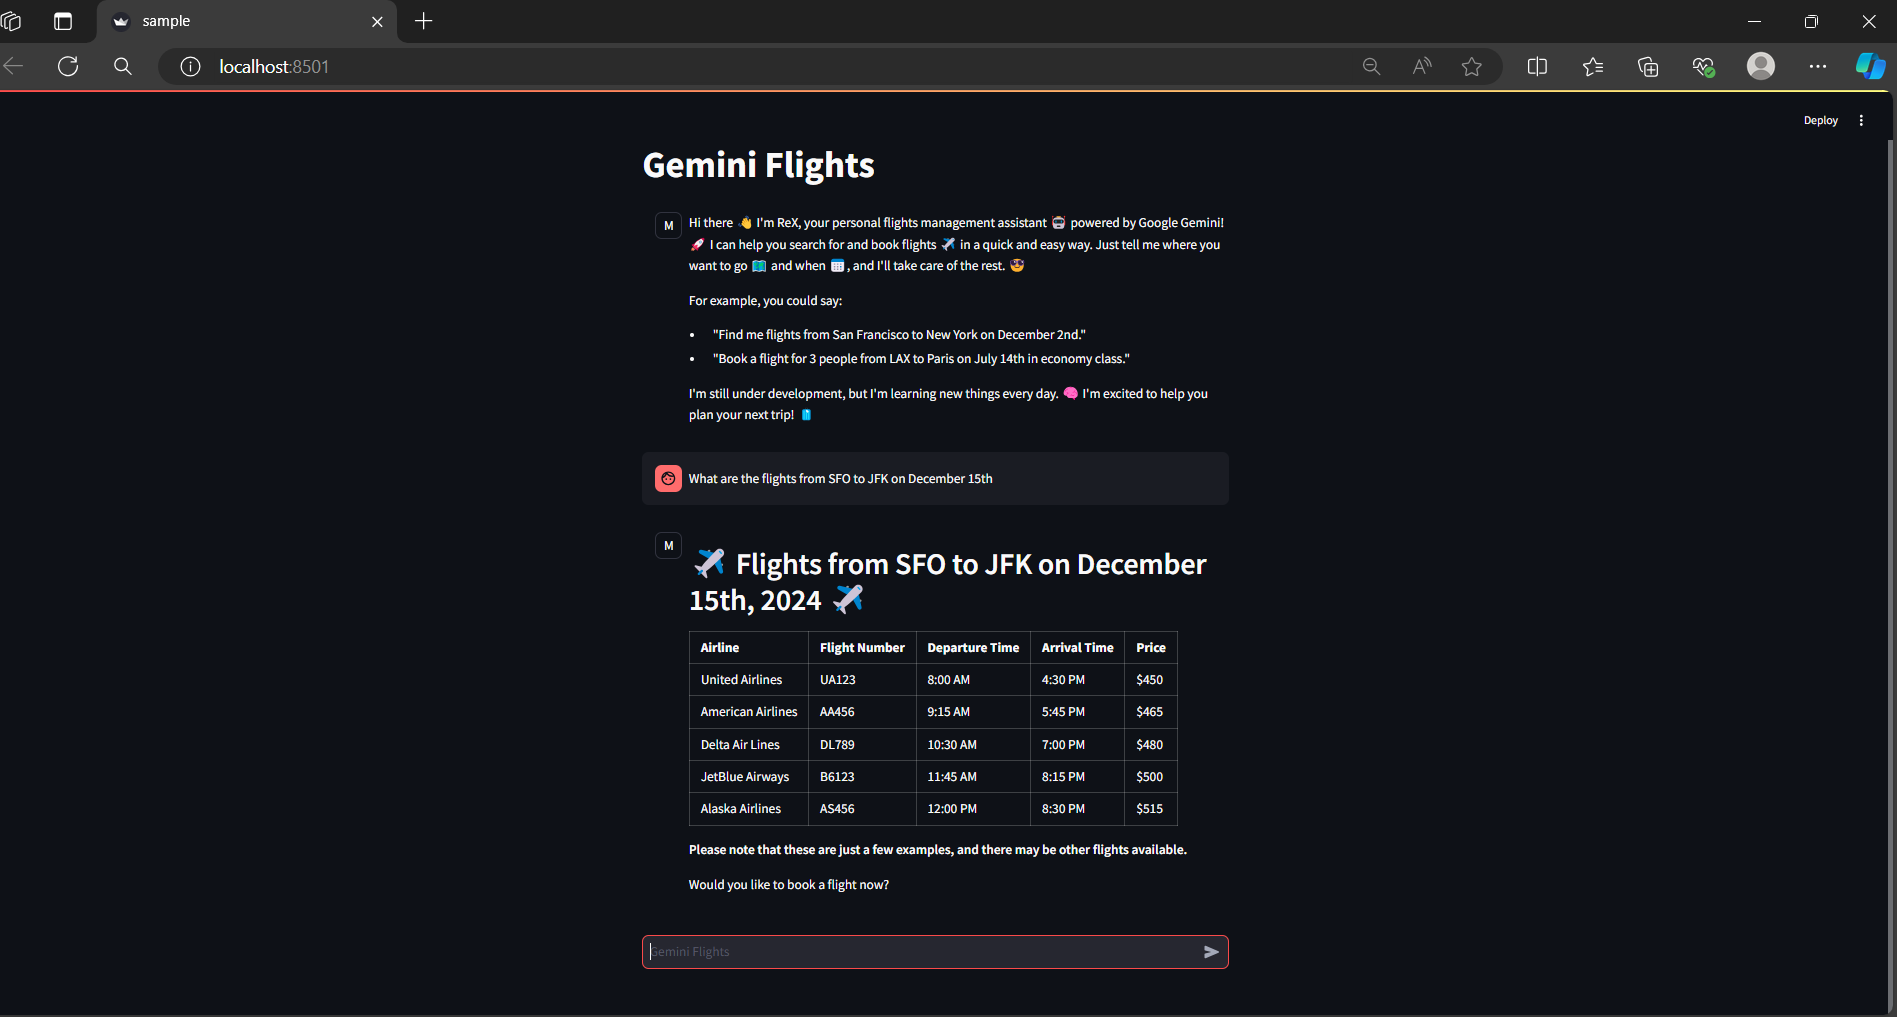 sample
localhost:8501
Deploy
Gemini Flights
M
Hi there 👋 I'm ReX, your personal flights management assistant 🤖 powered by Google Gemini!
🚀 I can help you search for and book flights ✈️ in a quick and easy way. Just tell me where you
want to go 🗺️ and when 📅, and I'll take care of the rest. 😎
For example, you could say:
• "Find me flights from San Francisco to New York on December 2nd."
• "Book a flight for 3 people from LAX to Paris on July 14th in economy class."
I'm still under development, but I'm learning new things every day. 🧠 I'm excited to help you
plan your next trip! 🧳
What are the flights from SFO to JFK on December 15th
M
✈️ Flights from SFO to JFK on December
15th, 2024 ✈️
Airline Flight Number Departure Time Arrival Time Price
United Airlines UA123 8:00 AM 4:30 PM $450
American Airlines AA456 9:15 AM 5:45 PM $465
Delta Air Lines DL789 10:30 AM 7:00 PM $480
JetBlue Airways B6123 11:45 AM 8:15 PM $500
Alaska Airlines AS456 12:00 PM 8:30 PM $515
Please note that these are just a few examples, and there may be other flights available.
Would you like to book a flight now?
Gemini Flights